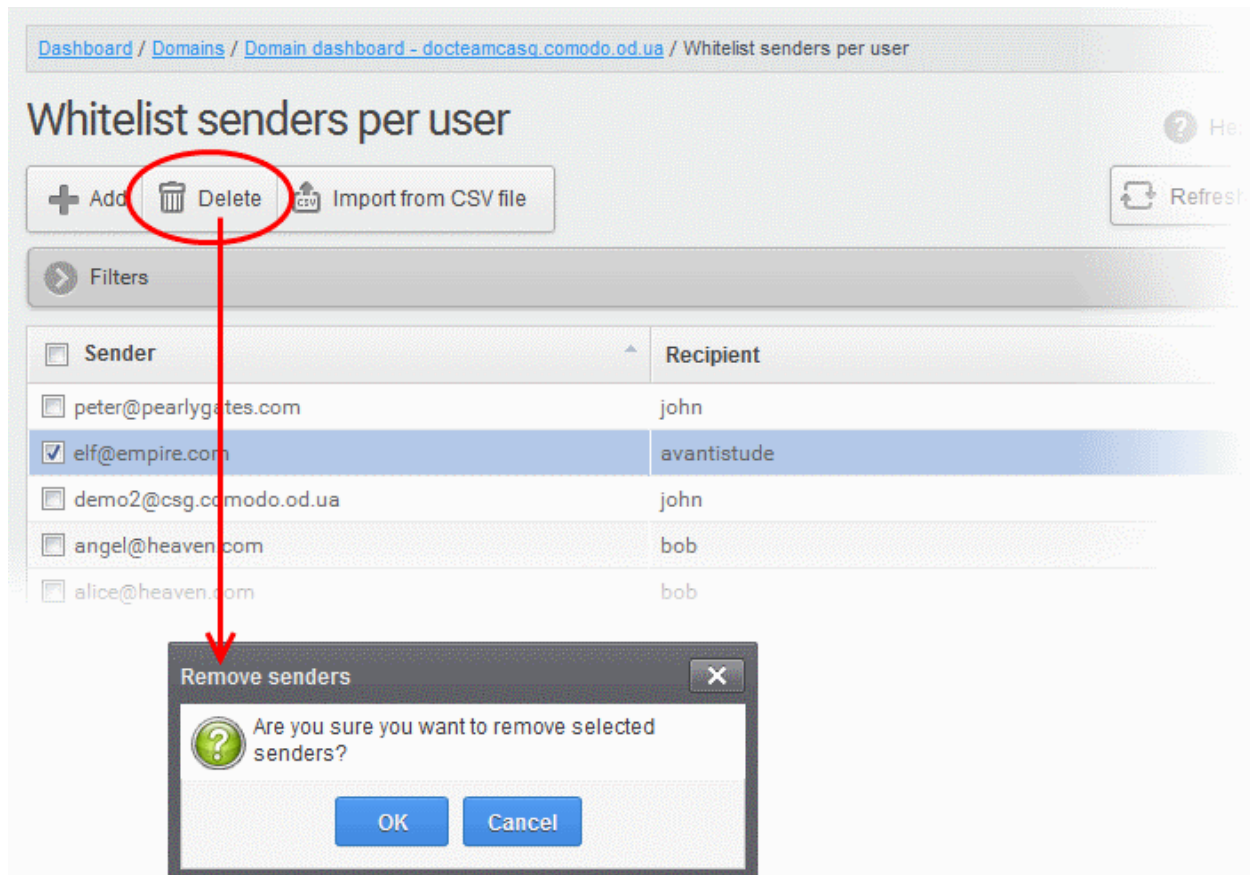 Dashboard / Domains / Domain dashboard - docteamcasg.comodo.od.ua / Whitelist senders per user
Whitelist senders per user
Add Delete Import from CSV file
Filters
Sender Recipient
peter@pearlygates.com john
elf@empire.com avantistude
demo2@csg.comodo.od.ua john
angel@heaven.com bob
alice@heaven.com bob
Remove senders
Are you sure you want to remove selected
senders?
OK Cancel